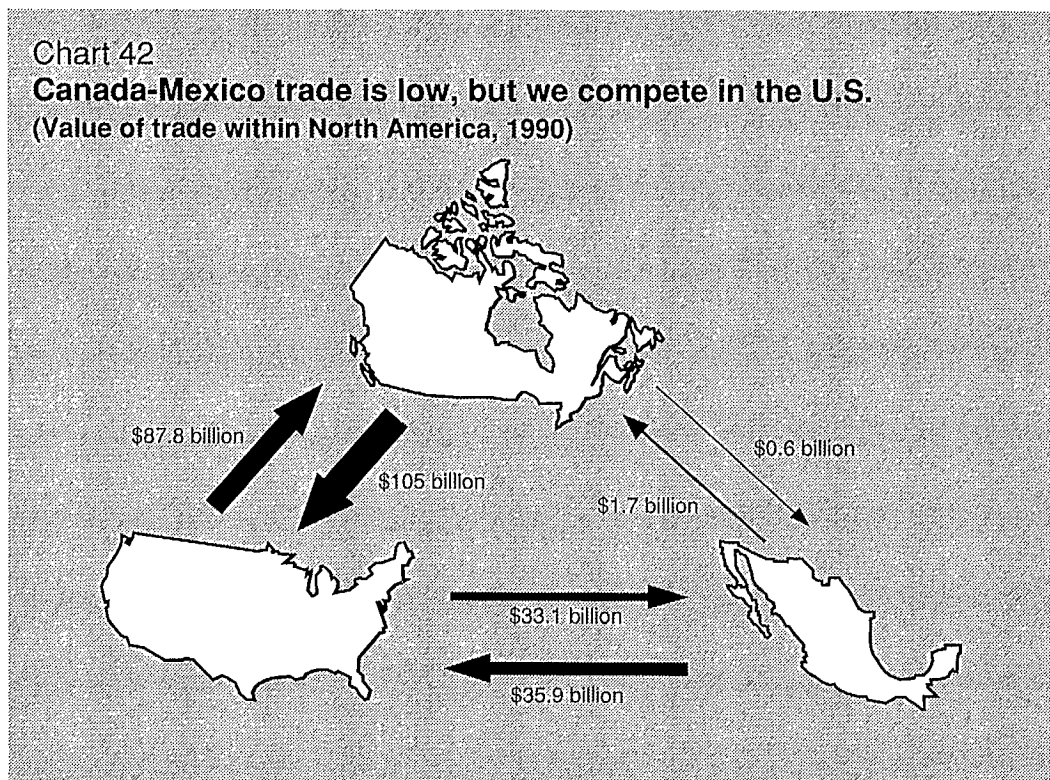 Chart 42
Canada-Mexico trade is low, but we compete in the U.S.
(Value of trade within North America, 1990)
$87.8 billion
$105 billlion
$0.6 billion
$1.7 billion
$33.1 billion
$35.9 billion